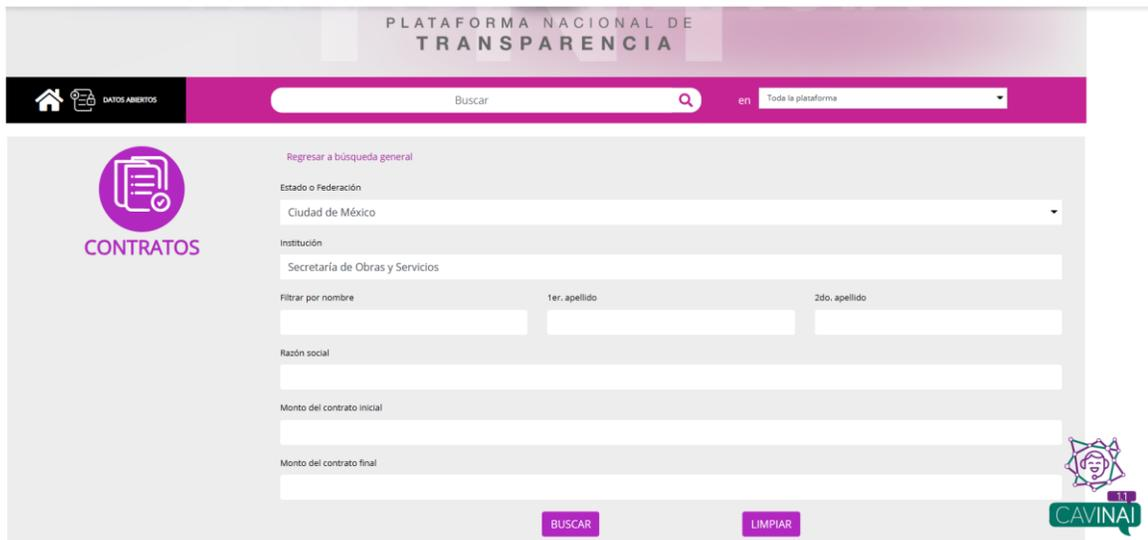 PLATAFORMA NACIONAL DE
TRANSPARENCIA
DATOS ABIERTOS
Buscar
en
Toda la plataforma
CONTRATOS
Regresar a búsqueda general
Estado o Federación
Ciudad de México
Institución
Secretaría de Obras y Servicios
Filtrar por nombre
1er. apellido
2do. apellido
Razón social
Monto del contrato inicial
Monto del contrato final
BUSCAR
LIMPIAR
1.1
CAVINAI